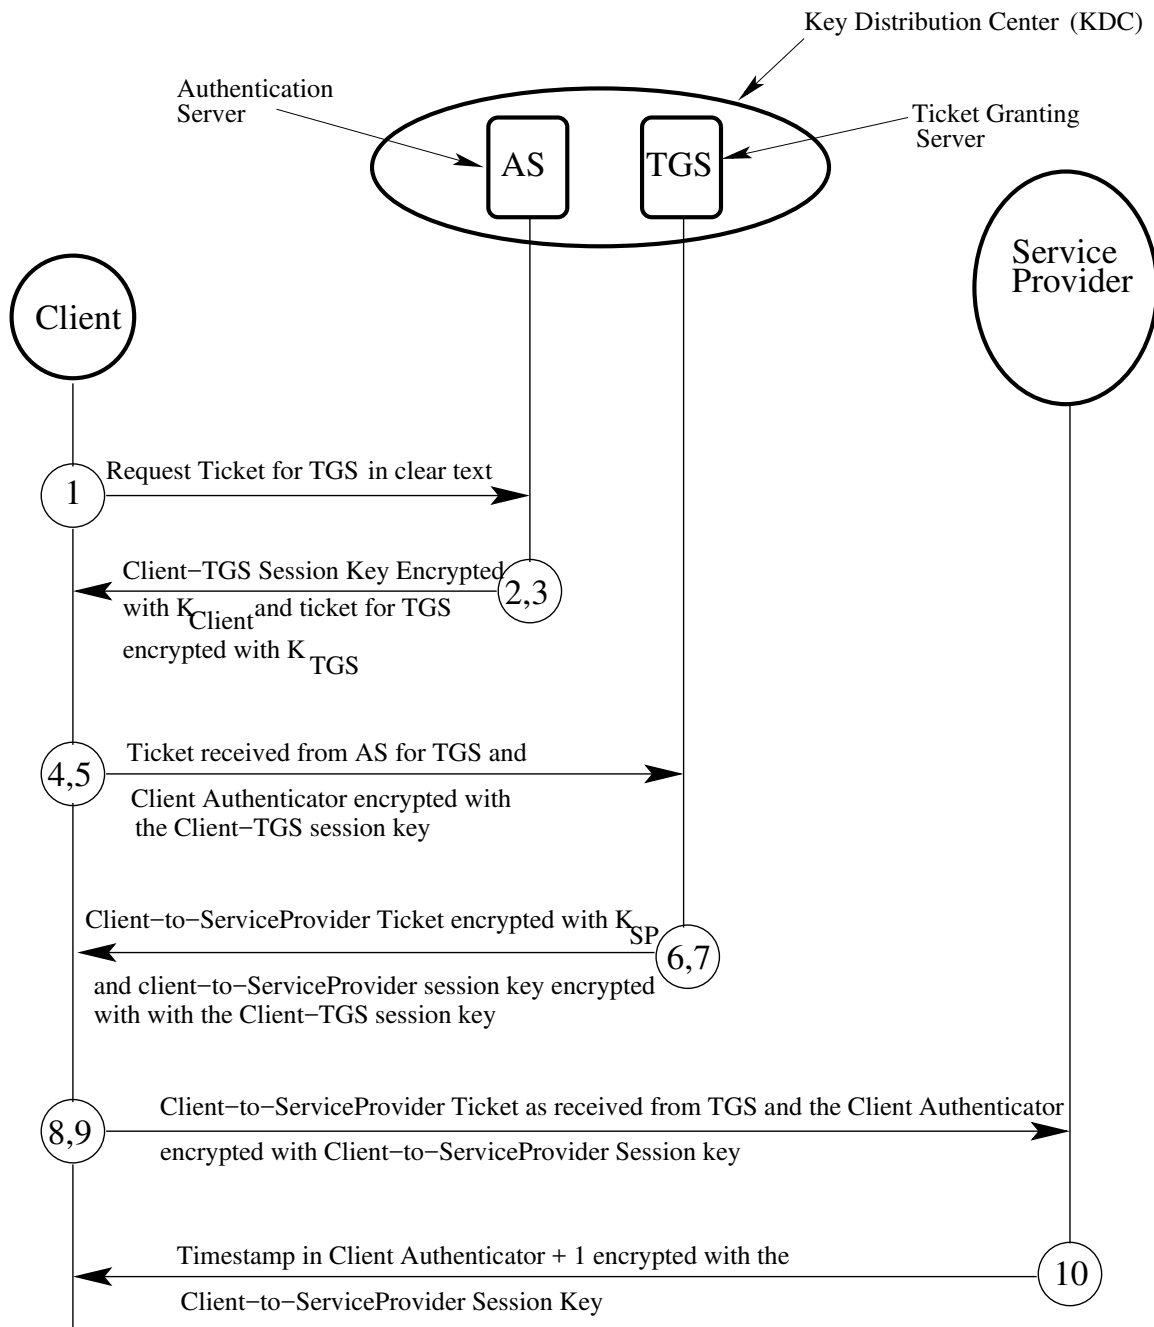 Key Distribution Center (KDC)
Authentication
Server
Ticket Granting
Server
AS
TGS
Service
Provider
Client
1
Request Ticket for TGS in clear text
Client−TGS Session Key Encrypted
2,3
with K Client and ticket for TGS
encrypted with K TGS
4,5
Ticket received from AS for TGS and
Client Authenticator encrypted with
the Client−TGS session key
Client−to−ServiceProvider Ticket encrypted with K SP
6,7
and client−to−ServiceProvider session key encrypted
with with the Client−TGS session key
8,9
Client−to−ServiceProvider Ticket as received from TGS and the Client Authenticator
encrypted with Client−to−ServiceProvider Session key
Timestamp in Client Authenticator + 1 encrypted with the
10
Client−to−ServiceProvider Session Key